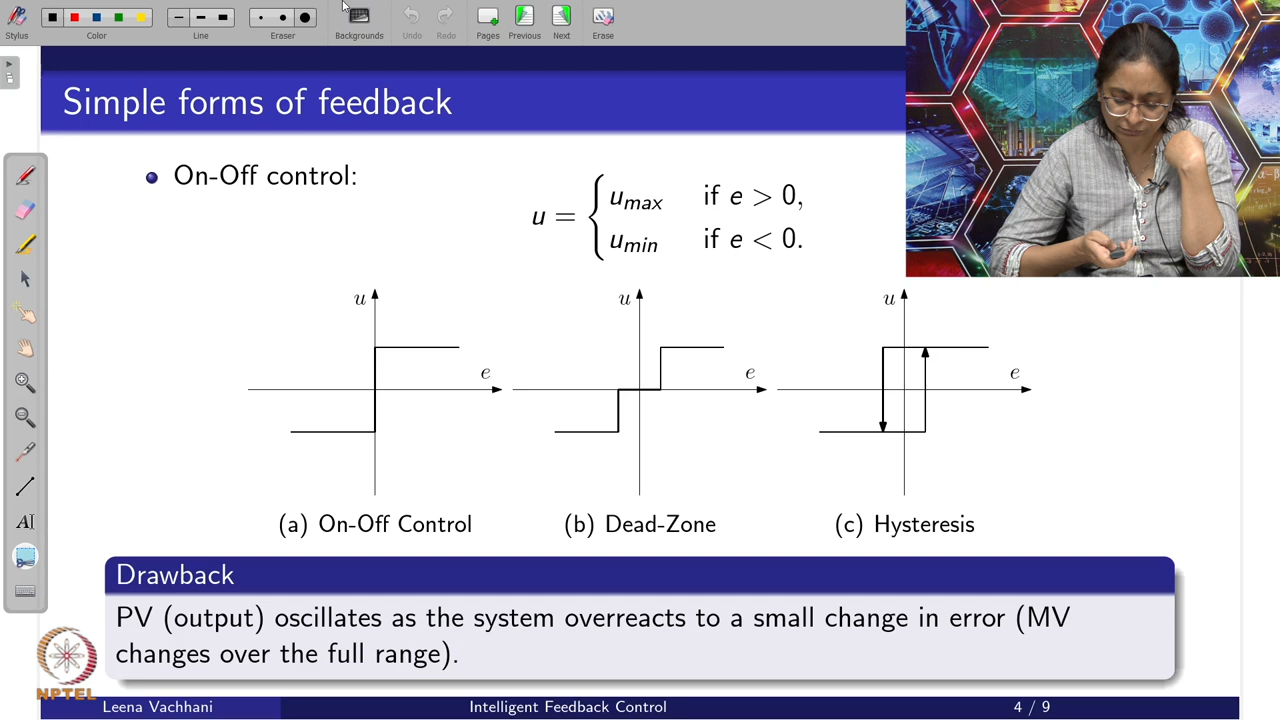 Stylus
Color
Line
Eraser
Backgrounds
Undo
Redo
Pages
Previous
Next
Erase
Simple forms of feedback
On-Off control:
u = { u_max if e > 0,
u_min if e < 0.
u
e
u
e
u
e
(a) On-Off Control
(b) Dead-Zone
(c) Hysteresis
Drawback
PV (output) oscillates as the system overreacts to a small change in error (MV
changes over the full range).
NPTEL
Leena Vachhani
Intelligent Feedback Control
4 / 9